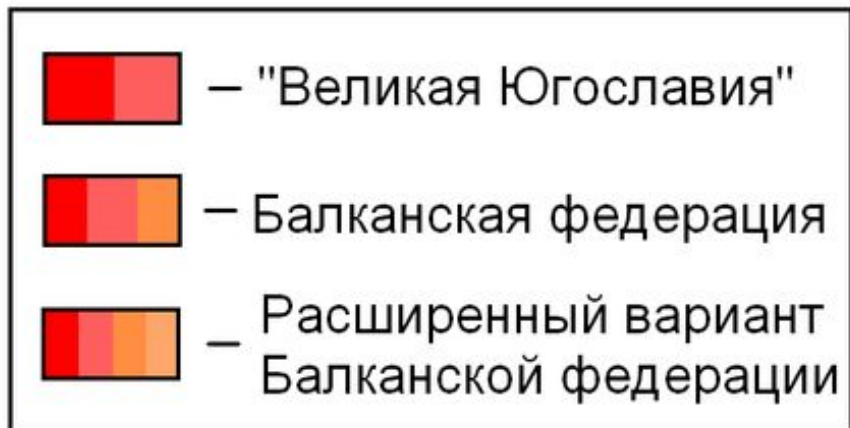 – "Великая Югославия"
– Балканская федерация
– Расширенный вариант
Балканской федерации